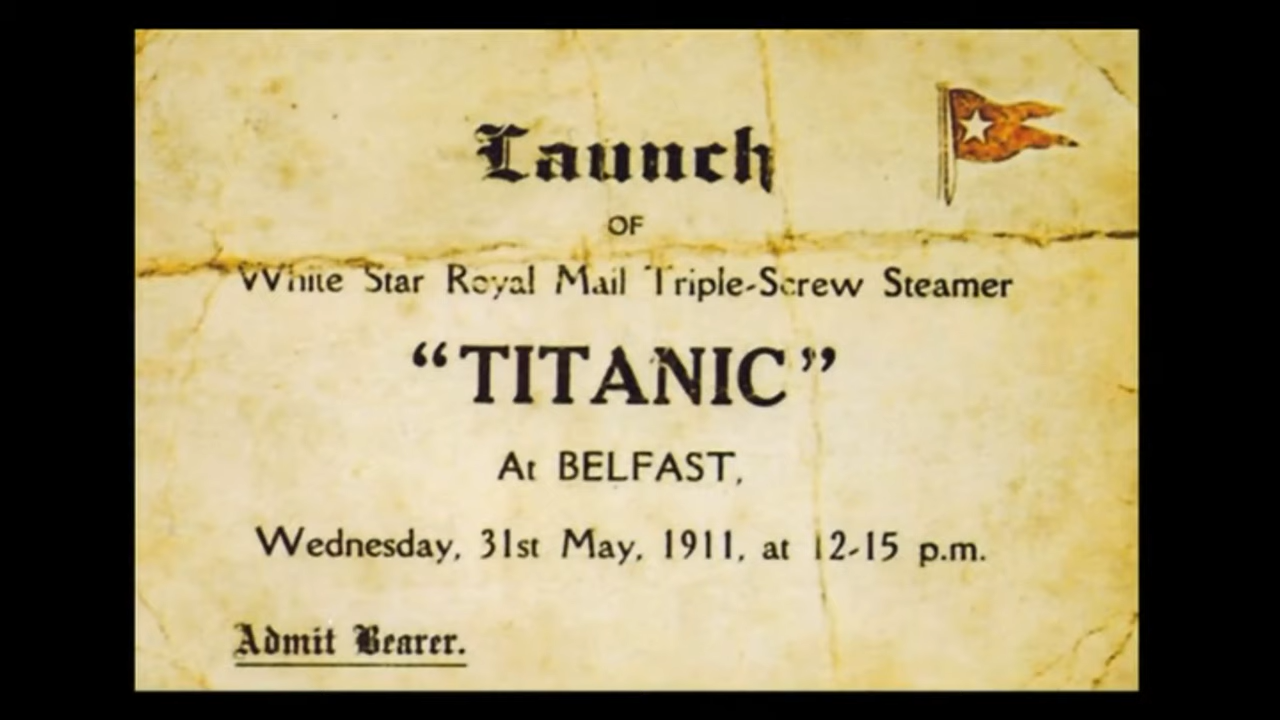 Launch
OF
White Star Royal Mail Triple-Screw Steamer
“TITANIC”
At BELFAST,
Wednesday, 31st May, 1911, at 12-15 p.m.
Admit Bearer.